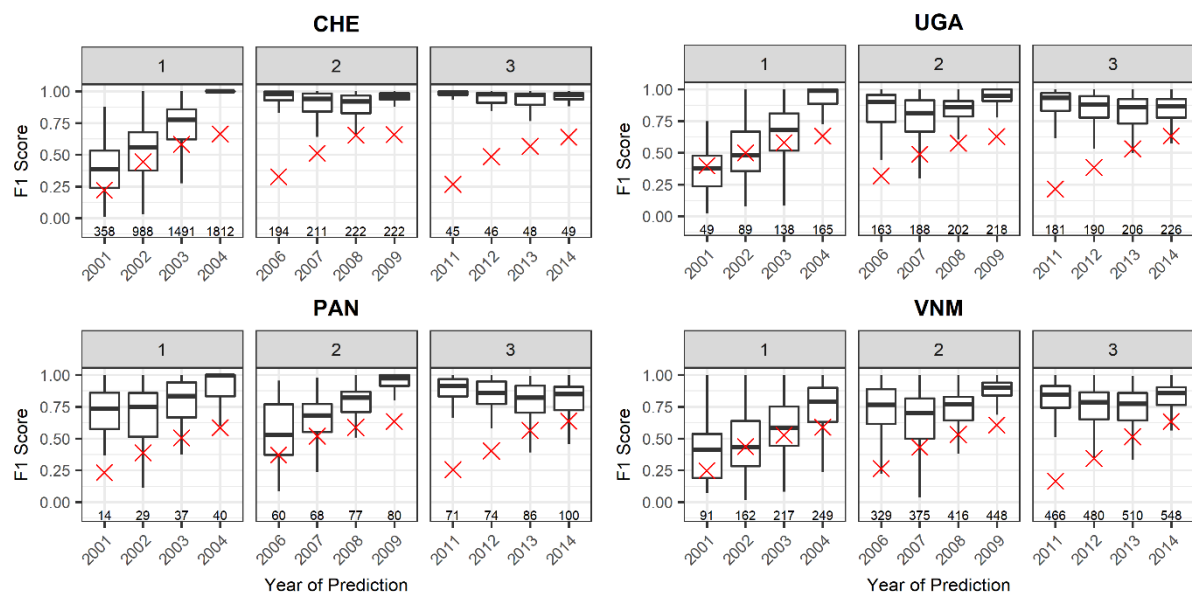 CHE
1 2 3
F1 Score
1.00
0.75
0.50
0.25
0.00
358 988 1491 1812 194 211 222 222 45 46 48 49
2001 2002 2003 2004 2006 2007 2008 2009 2011 2012 2013 2014
UGA
1 2 3
F1 Score
1.00
0.75
0.50
0.25
0.00
49 89 138 165 163 188 202 218 181 190 206 226
2001 2002 2003 2004 2006 2007 2008 2009 2011 2012 2013 2014
PAN
1 2 3
F1 Score
1.00
0.75
0.50
0.25
0.00
14 29 37 40 60 68 77 80 71 74 86 100
2001 2002 2003 2004 2006 2007 2008 2009 2011 2012 2013 2014
Year of Prediction
VNM
1 2 3
F1 Score
1.00
0.75
0.50
0.25
0.00
91 162 217 249 329 375 416 448 466 480 510 548
2001 2002 2003 2004 2006 2007 2008 2009 2011 2012 2013 2014
Year of Prediction